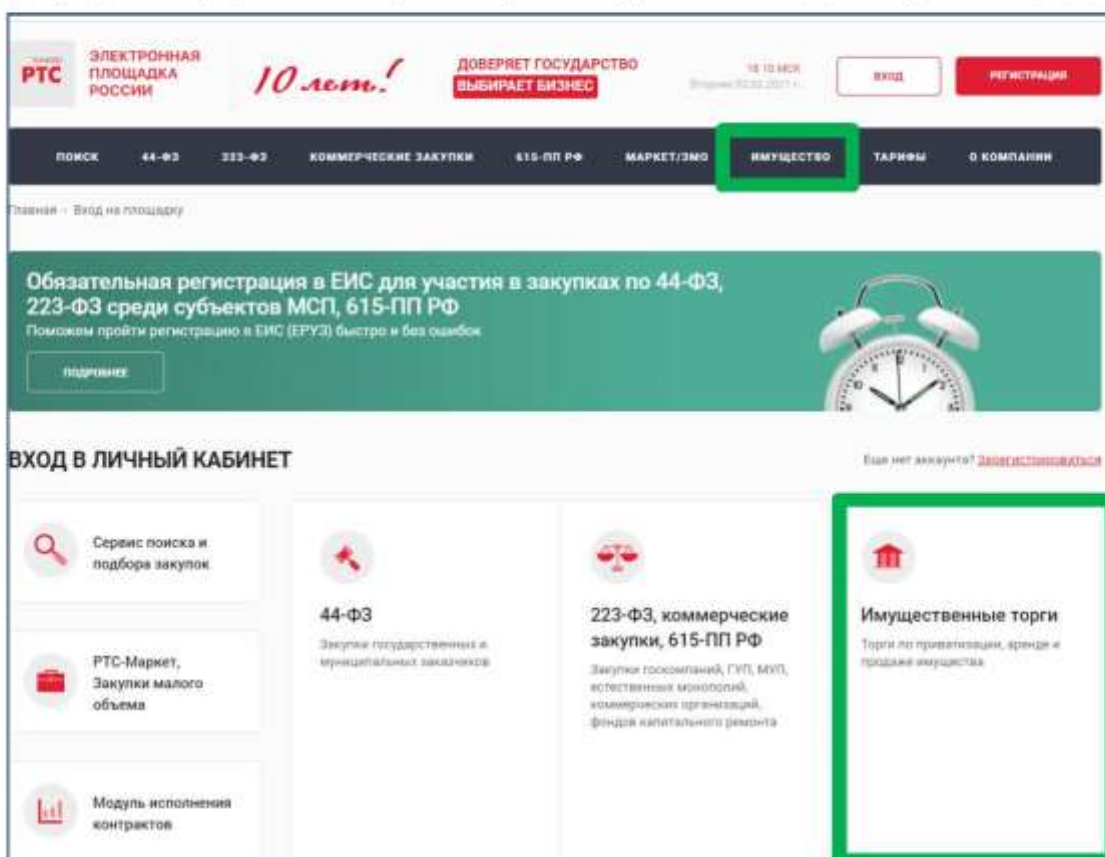 РТС
ЭЛЕКТРОННАЯ
ПЛОЩАДКА
РОССИИ
10 лет!
ДОВЕРЯЕТ ГОСУДАРСТВО
ВЫБИРАЕТ БИЗНЕС
ВХОД
РЕГИСТРАЦИЯ
ПОИСК 44-ФЗ 223-ФЗ КОММЕРЧЕСКИЕ ЗАКУПКИ 615-ПП РФ МАРКЕТ/ЗМО ИМУЩЕСТВО ТАРИФЫ О КОМПАНИИ
Главная - Вход на площадку
Обязательная регистрация в ЕИС для участия в закупках по 44-ФЗ,
223-ФЗ среди субъектов МСП, 615-ПП РФ
Поможем пройти регистрацию в ЕИС (ЕРУЗ) быстро и без ошибок
ПОДРОБНЕЕ
ВХОД В ЛИЧНЫЙ КАБИНЕТ
Еще нет аккаунта? Зарегистрироваться
Сервис поиска и
подбора закупок
РТС-Маркет,
Закупки малого
объема
Модуль исполнения
контрактов
44-ФЗ
Закупки государственных и
муниципальных заказчиков
223-ФЗ, коммерческие
закупки, 615-ПП РФ
Закупки госкомпаний, ГУП, МУП,
естественных монополий,
коммерческих организаций,
фондов капитального ремонта
Имущественные торги
Торги по приватизации, аренде и
продаже имущества